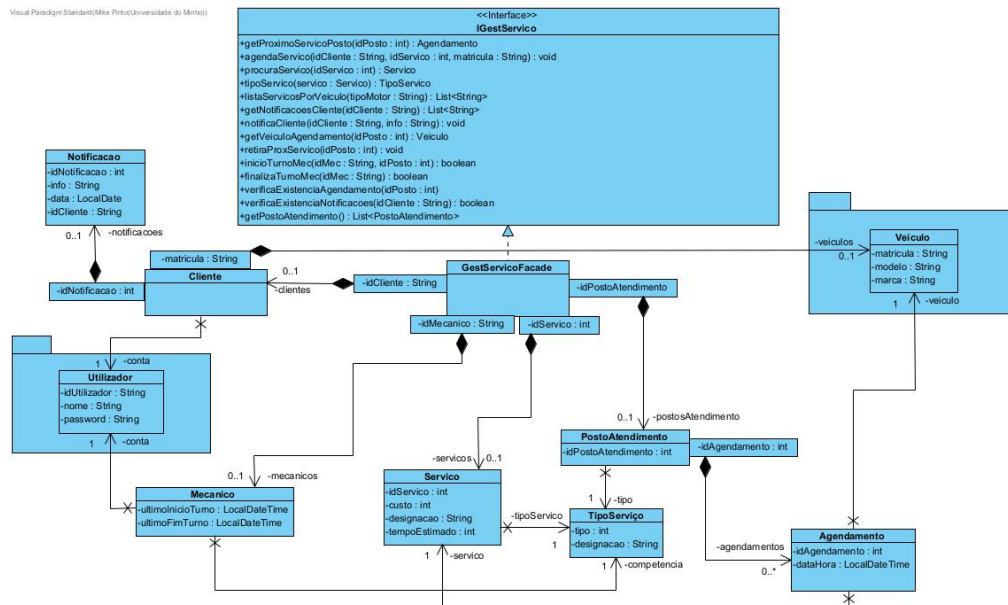 Visual Paradigm Standard(Mike Pinto(Universidade do Minho))
<<Interface>>
IGestServico
+getProximoServicoPosto(idPosto : int) : Agendamento
+agendaServico(idCliente : String, idServico : int, matricula : String) : void
+procuraServico(idServico : int) : Servico
+tipoServico(servico : Servico) : TipoServico
+listaServicosPorVeiculo(tipoMotor : String) : List<String>
+getNotificacoesCliente(idCliente : String) : List<String>
+notificaCliente(idCliente : String, info : String) : void
+getVeiculoAgendamento(idPosto : int) : Veiculo
+retiraProxServico(idPosto : int) : void
+inicioTurnoMec(idMec : String, idPosto : int) : boolean
+finalizaTurnoMec(idMec : String) : boolean
+verificaExistenciaAgendamento(idPosto : int)
+verificaExistenciaNotificacoes(idCliente : String) : boolean
+getPostoAtendimento() : List<PostoAtendimento>
Notificacao
-idNotificacao : int
-info : String
-data : LocalDate
-idCliente : String
0..1
-notificacoes
-matricula : String
Cliente
-idNotificacao : int
0..1
-clientes
-idCliente : String
GestServicoFacade
-idPostoAtendimento
-idMecanico : String
-idServico : int
-veiculos
0..1
Veiculo
-matricula : String
-modelo : String
-marca : String
1
-veiculo
1
-conta
Utilizador
-idUtilizador : String
-nome : String
-password : String
1
-conta
0..1
-postosAtendimento
PostoAtendimento
-idPostoAtendimento : int
-idAgendamento : int
0..1
-mecanicos
Mecanico
-ultimoInicioTurno : LocalDateTime
-ultimoFimTurno : LocalDateTime
-servicos
0..1
Servico
-idServico : int
-custo : int
-designacao : String
-tempoEstimado : int
-tipoServico
1
1
-tipo
TipoServiço
-tipo : int
-designacao : String
1
-servico
1
-competencia
-agendamentos
0..*
Agendamento
-idAgendamento : int
-dataHora : LocalDateTime